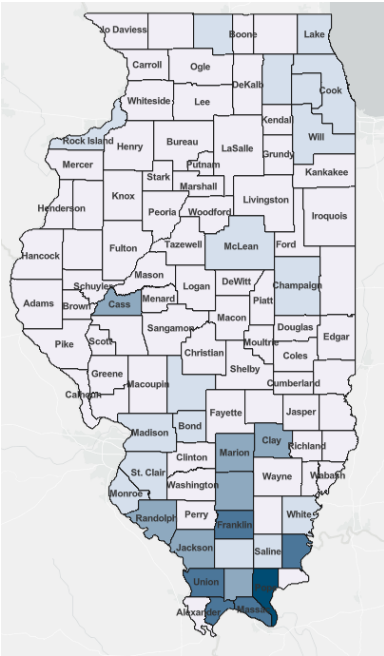 Jo Daviess
Boone
Lake
Carroll
Ogle
DeKalb
Cook
Whiteside
Lee
Kendall
Will
Rock Island
Henry
Bureau
LaSalle
Grundy
Mercer
Putnam
Kankakee
Stark
Marshall
Knox
Livingston
Henderson
Peoria
Woodford
Iroquois
Fulton
Tazewell
McLean
Ford
Hancock
Mason
Schuyler
Logan
DeWitt
Champaign
Adams
Brown
Cass
Menard
Piatt
Macon
Sangamon
Douglas
Edgar
Pike
Scott
Moultrie
Christian
Coles
Shelby
Greene
Macoupin
Cumberland
Calhoun
Fayette
Jasper
Madison
Bond
Clay
Richland
Marion
Clinton
St. Clair
Wayne
Wabash
Washington
Monroe
Randolph
Perry
Franklin
White
Jackson
Saline
Union
Alexander
Massac